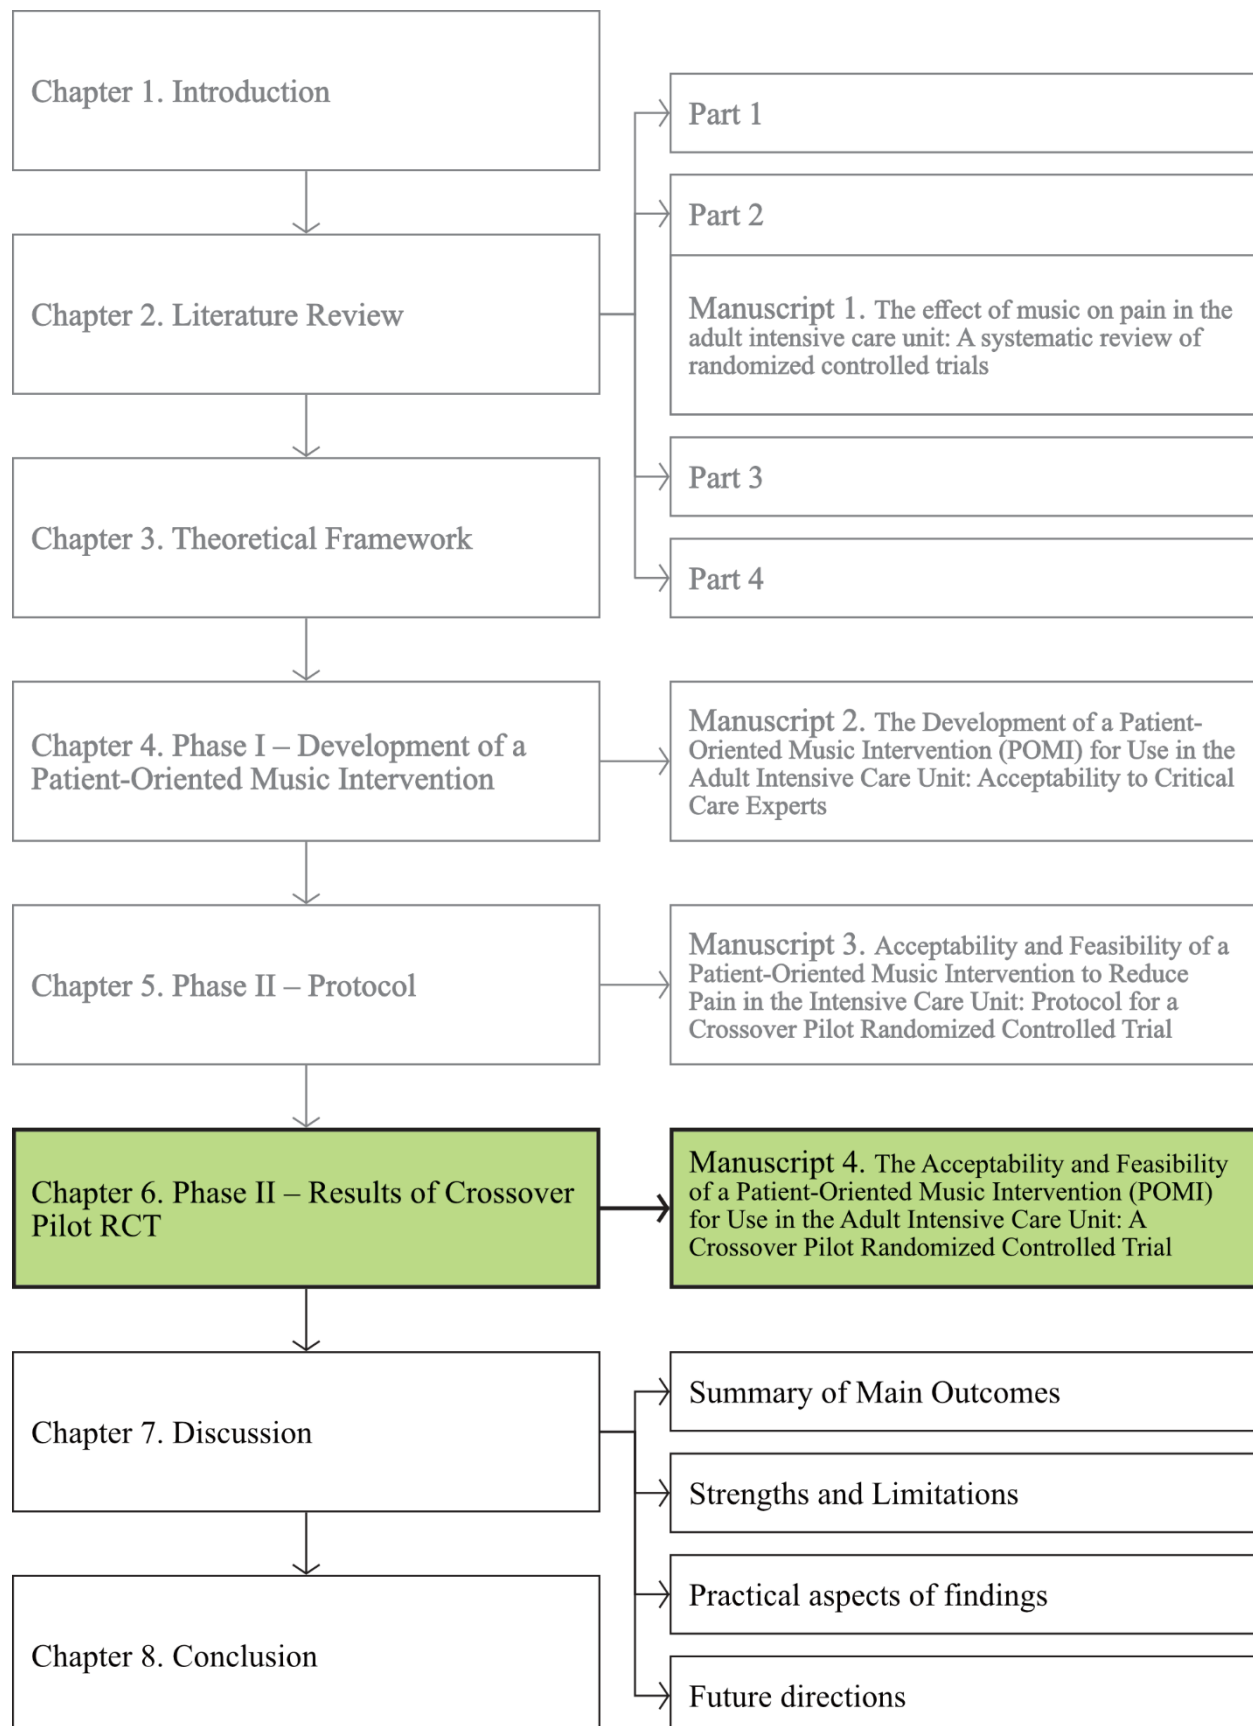 Chapter 1. Introduction
Part 1
Part 2
Chapter 2. Literature Review
Manuscript 1. The effect of music on pain in the
adult intensive care unit: A systematic review of
randomized controlled trials
Part 3
Chapter 3. Theoretical Framework
Part 4
Chapter 4. Phase I – Development of a
Patient-Oriented Music Intervention
Manuscript 2. The Development of a Patient-
Oriented Music Intervention (POMI) for Use in the
Adult Intensive Care Unit: Acceptability to Critical
Care Experts
Chapter 5. Phase II – Protocol
Manuscript 3. Acceptability and Feasibility of a
Patient-Oriented Music Intervention to Reduce
Pain in the Intensive Care Unit: Protocol for a
Crossover Pilot Randomized Controlled Trial
Chapter 6. Phase II – Results of Crossover
Pilot RCT
Manuscript 4. The Acceptability and Feasibility
of a Patient-Oriented Music Intervention (POMI)
for Use in the Adult Intensive Care Unit: A
Crossover Pilot Randomized Controlled Trial
Chapter 7. Discussion
Summary of Main Outcomes
Strengths and Limitations
Practical aspects of findings
Chapter 8. Conclusion
Future directions